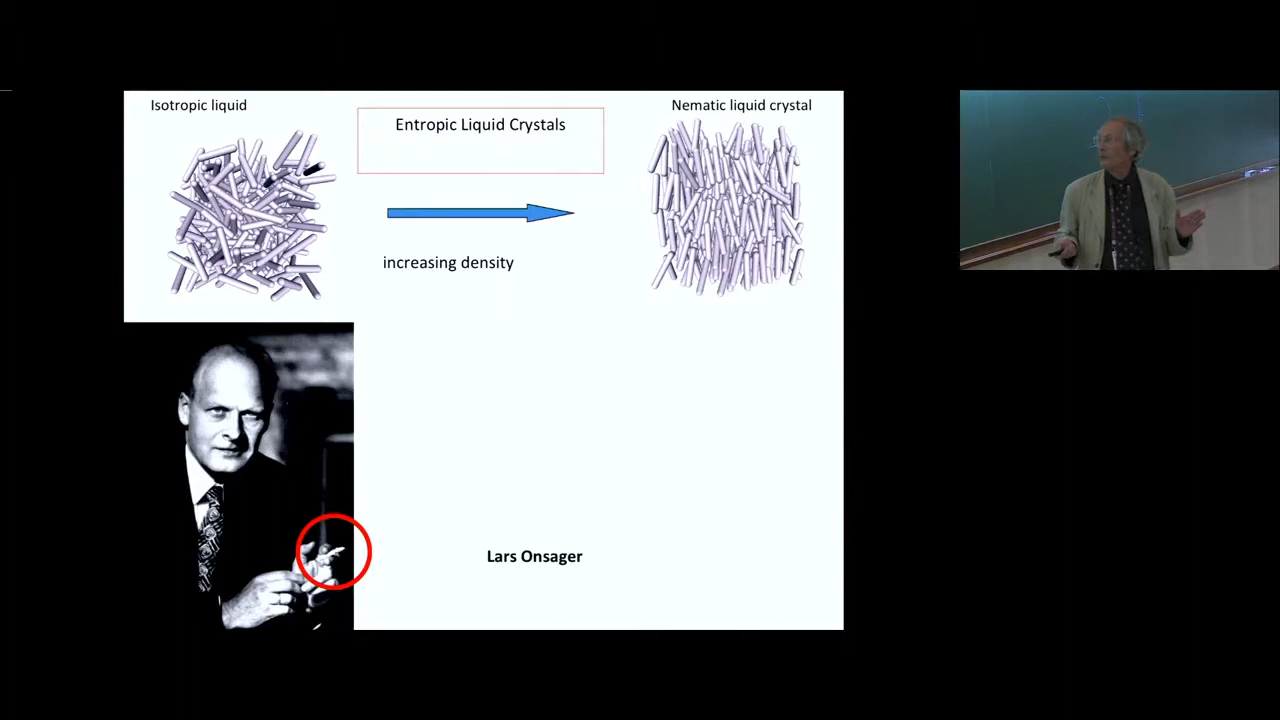 Isotropic liquid
Entropic Liquid Crystals
Nematic liquid crystal
increasing density
Lars Onsager